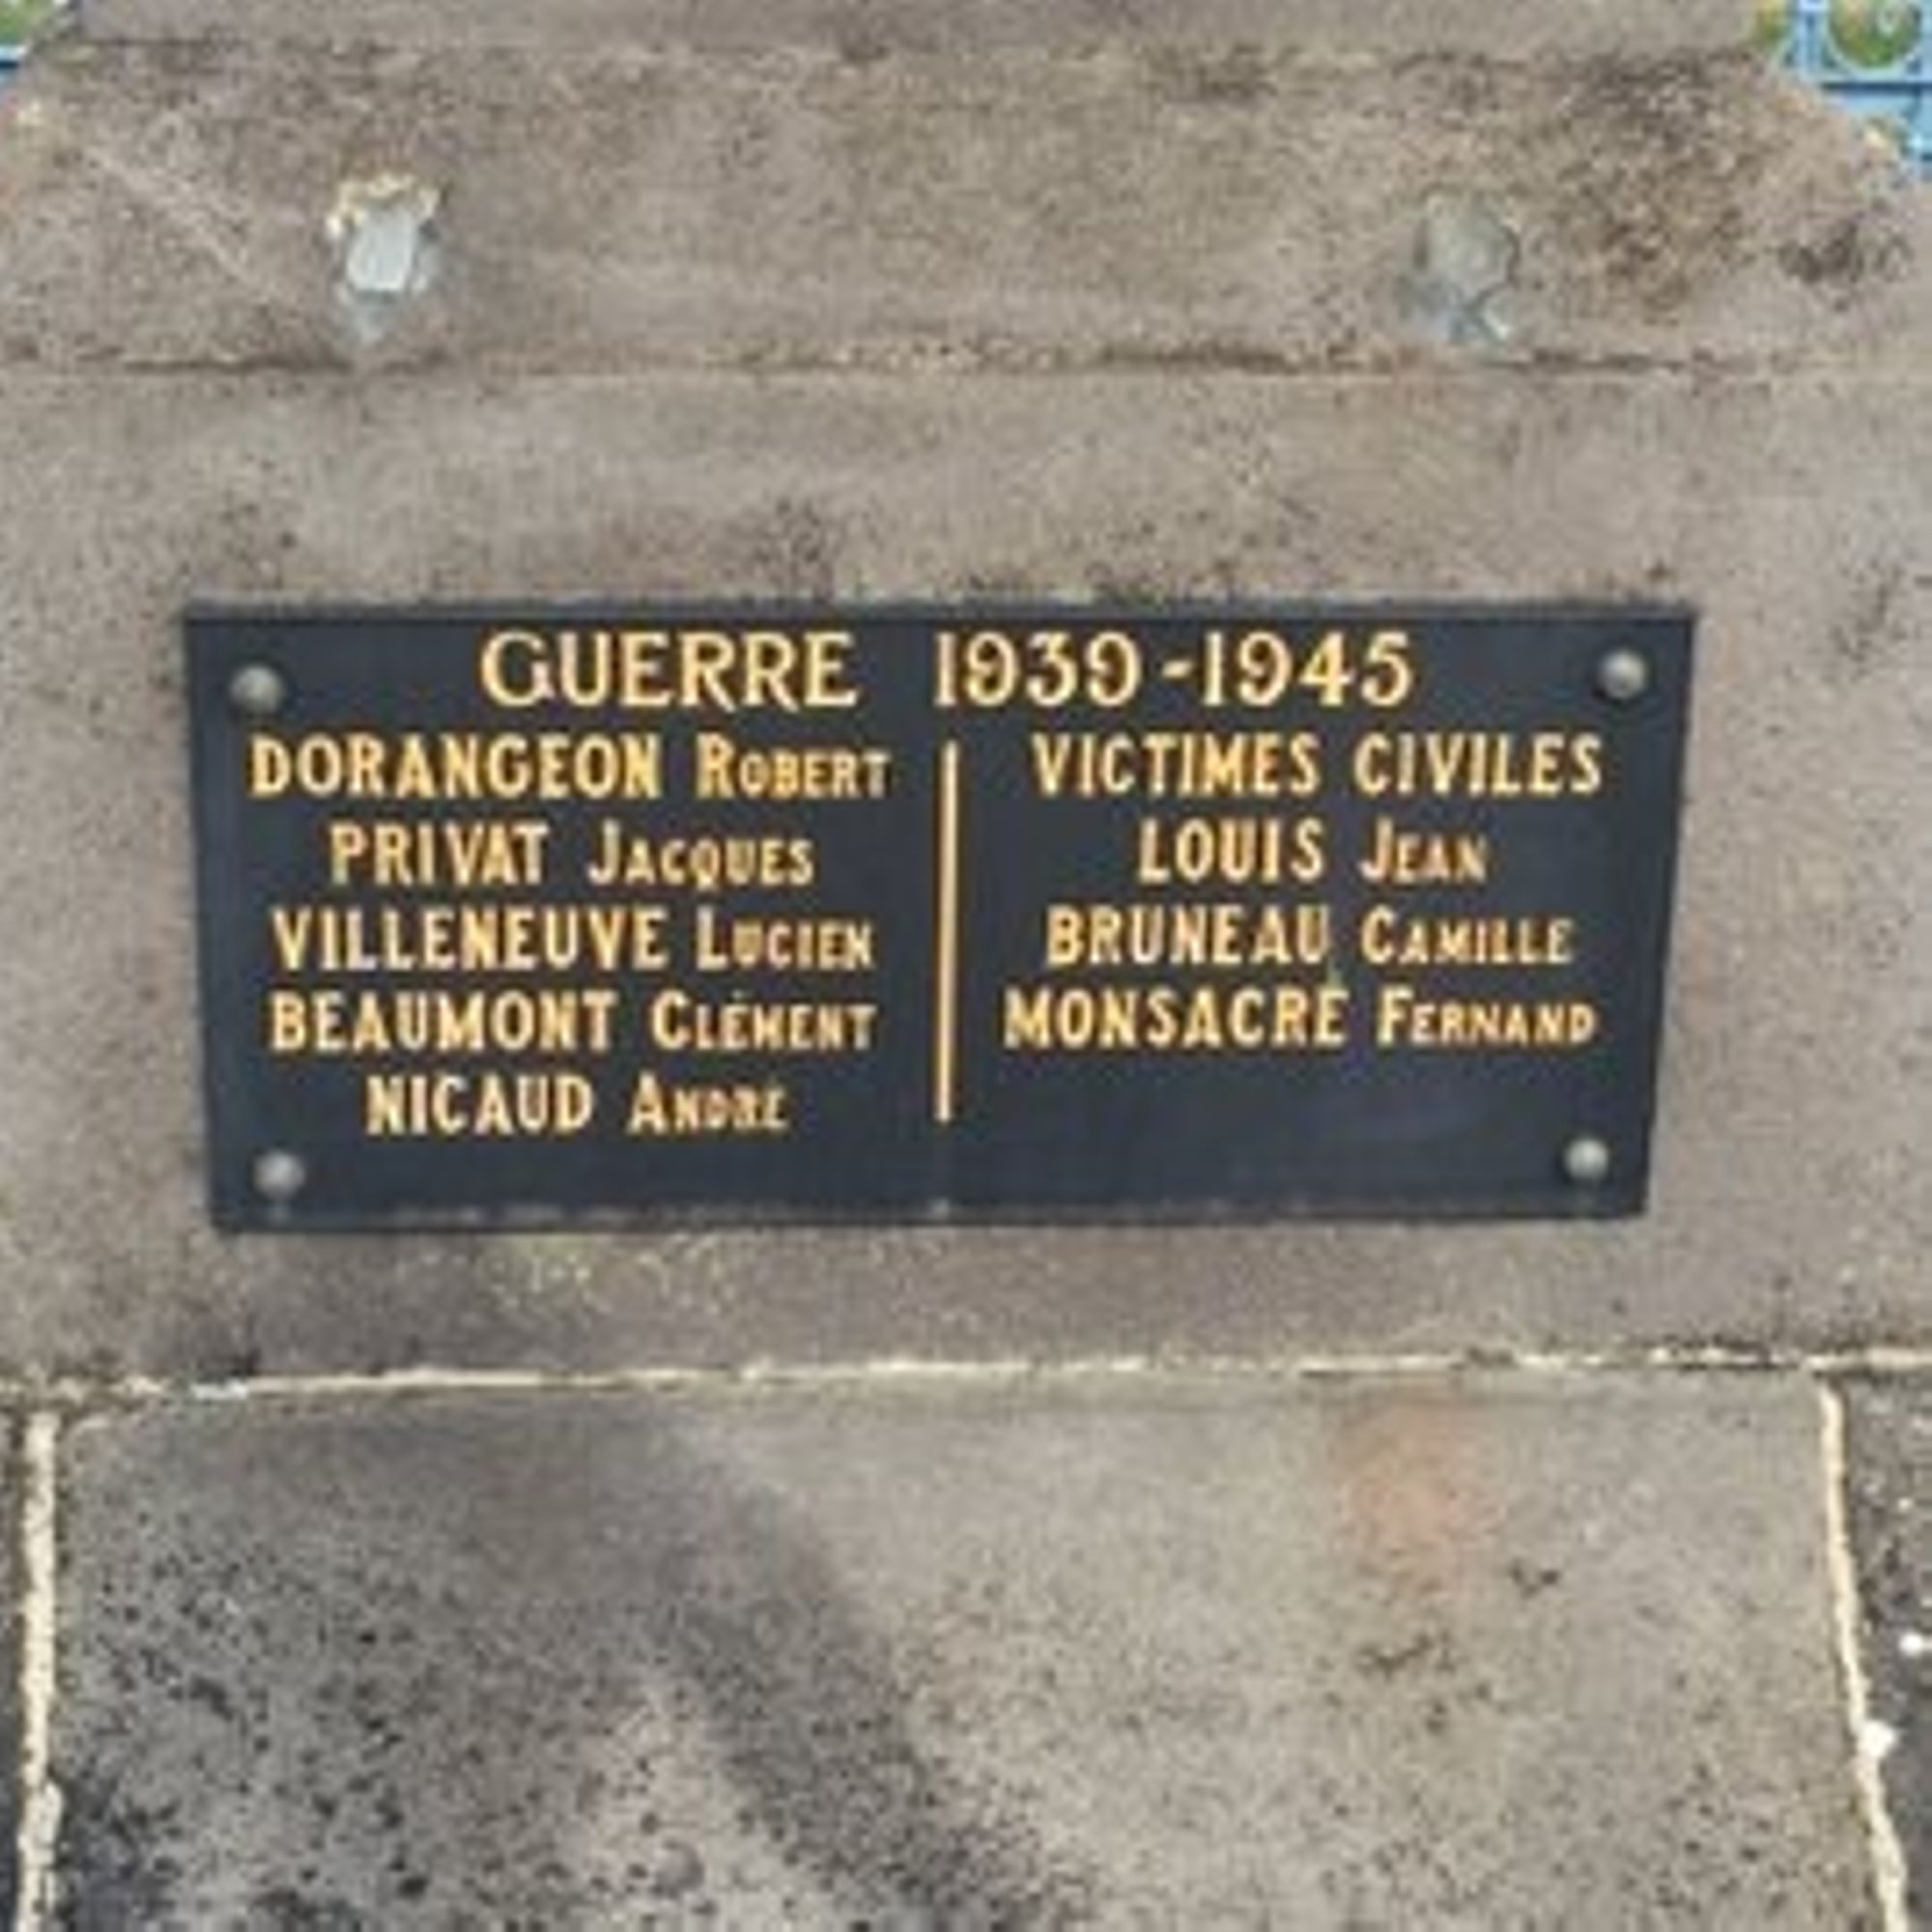 GUERRE 1939-1945
DORANGEON ROBERT
PRIVAT JACQUES
VILLENEUVE LUCIEN
BEAUMONT CLÉMENT
NICAUD ANDRÉ
VICTIMES CIVILES
LOUIS JEAN
BRUNEAU CAMILLE
MONSACRÉ FERNAND